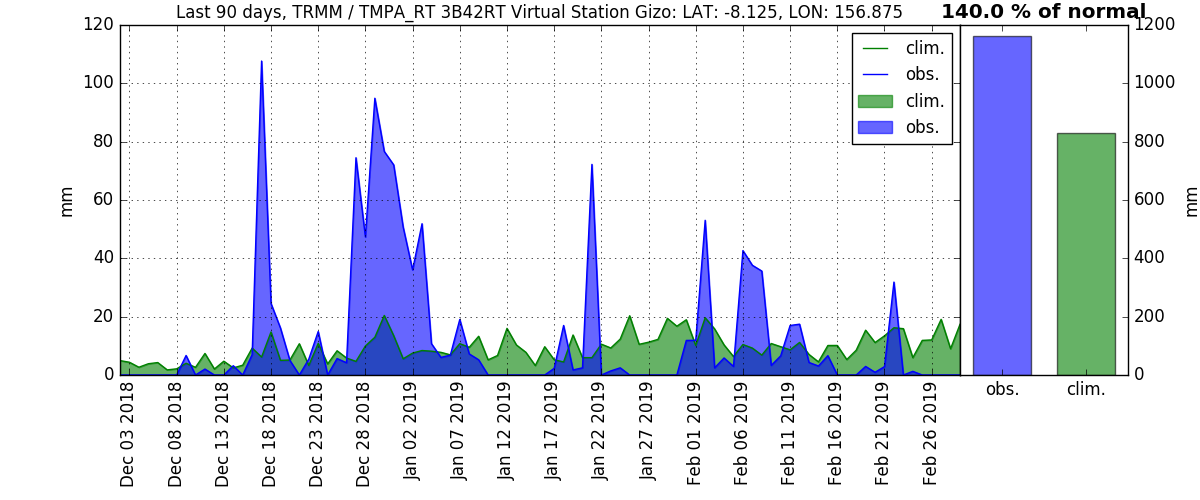 Last 90 days, TRMM / TMPA_RT 3B42RT Virtual Station Gizo: LAT: -8.125, LON: 156.875
140.0 % of normal
120
100
80
60
40
20
0
mm
clim.
obs.
clim.
obs.
Dec 03 2018
Dec 08 2018
Dec 13 2018
Dec 18 2018
Dec 23 2018
Dec 28 2018
Jan 02 2019
Jan 07 2019
Jan 12 2019
Jan 17 2019
Jan 22 2019
Jan 27 2019
Feb 01 2019
Feb 06 2019
Feb 11 2019
Feb 16 2019
Feb 21 2019
Feb 26 2019
1200
1000
800
600
400
200
0
mm
obs.
clim.